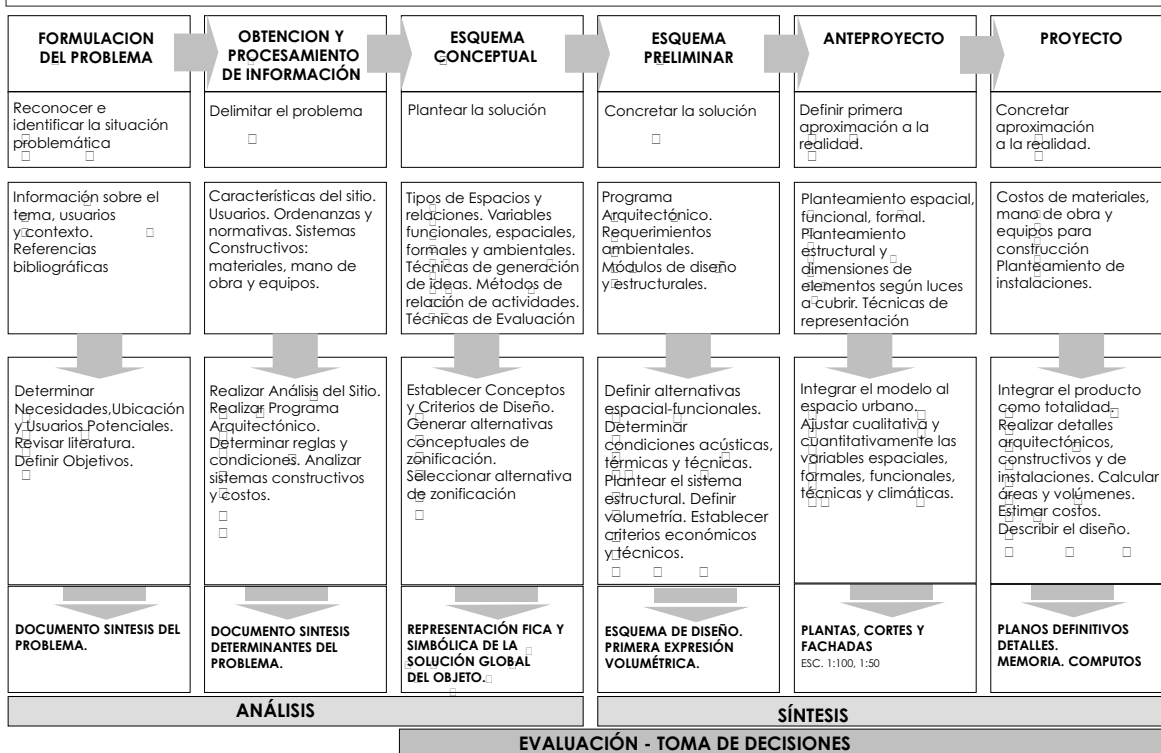 FORMULACION
DEL PROBLEMA
OBTENCION Y
PROCESAMIENTO
DE INFORMACIÓN
ESQUEMA
CONCEPTUAL
ESQUEMA
PRELIMINAR
ANTEPROYECTO
PROYECTO
Reconocer e
identificar la situación
problemática
Delimitar el problema
Plantear la solución
Concretar la solución
Definir primera
aproximación a la
realidad.
Concretar
aproximación
a la realidad.
Información sobre el
tema, usuarios
y contexto.
Referencias
bibliográficas
Características del sitio.
Usuarios. Ordenanzas y
normativas. Sistemas
Constructivos:
materiales, mano de
obra y equipos.
Tipos de Espacios y
relaciones. Variables
funcionales, espaciales,
formales y ambientales.
Técnicas de generación
de ideas. Métodos de
relación de actividades.
Técnicas de Evaluación
Programa
Arquitectónico.
Requerimientos
ambientales.
Módulos de diseño
y estructurales.
Planteamiento espacial,
funcional, formal.
Planteamiento
estructural y
dimensiones de
elementos según luces
a cubrir. Técnicas de
representación
Costos de materiales,
mano de obra y
equipos para
construcción
Planteamiento de
instalaciones.
Determinar
Necesidades,Ubicación
y Usuarios Potenciales.
Revisar literatura.
Definir Objetivos.
Realizar Análisis del Sitio.
Realizar Programa
Arquitectónico.
Determinar reglas y
condiciones. Analizar
sistemas constructivos
y costos.
Establecer Conceptos
y Criterios de Diseño.
Generar alternativas
conceptuales de
zonificación.
Seleccionar alternativa
de zonificación
Definir alternativas
espacial-funcionales.
Determinar
condiciones acústicas,
térmicas y técnicas.
Plantear el sistema
estructural. Definir
volumetría. Establecer
criterios económicos
y técnicos.
Integrar el modelo al
espacio urbano.
Ajustar cualitativa y
cuantitativamente las
variables espaciales,
formales, funcionales,
técnicas y climáticas.
Integrar el producto
como totalidad.
Realizar detalles
arquitectónicos,
constructivos y de
instalaciones. Calcular
áreas y volúmenes.
Estimar costos.
Describir el diseño.
DOCUMENTO SINTESIS DEL
PROBLEMA.
DOCUMENTO SINTESIS
DETERMINANTES DEL
PROBLEMA.
REPRESENTACIÓN FICA Y
SIMBÓLICA DE LA
SOLUCIÓN GLOBAL
DEL OBJETO.
ESQUEMA DE DISEÑO.
PRIMERA EXPRESIÓN
VOLUMÉTRICA.
PLANTAS, CORTES Y
FACHADAS
ESC. 1:100, 1:50
PLANOS DEFINITIVOS
DETALLES.
MEMORIA. COMPUTOS
ANÁLISIS
SÍNTESIS
EVALUACIÓN - TOMA DE DECISIONES